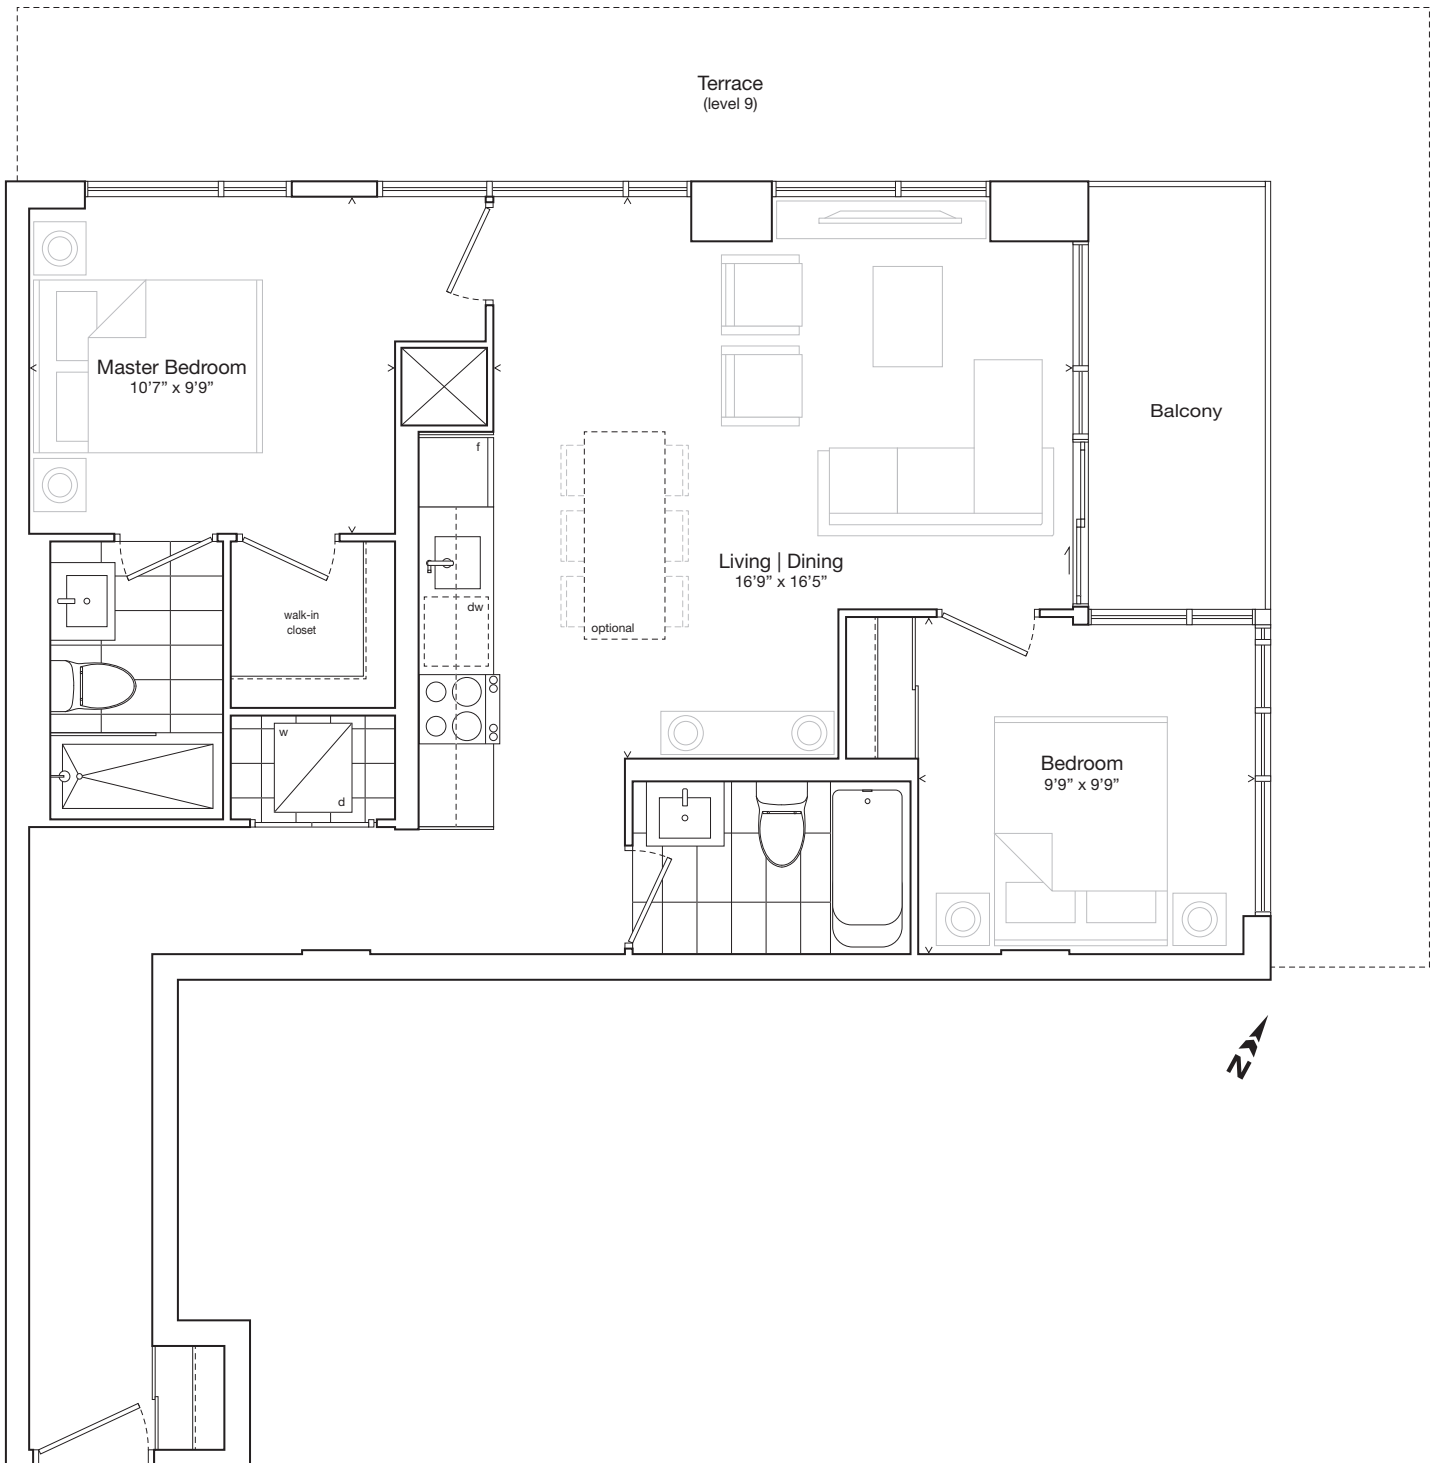 Terrace
(level 9)
Master Bedroom
10’7” x 9’9”
Balcony
f
Living | Dining
16’9” x 16’5”
dw
walk-in
closet
optional
w
d
Bedroom
9’9” x 9’9”
N